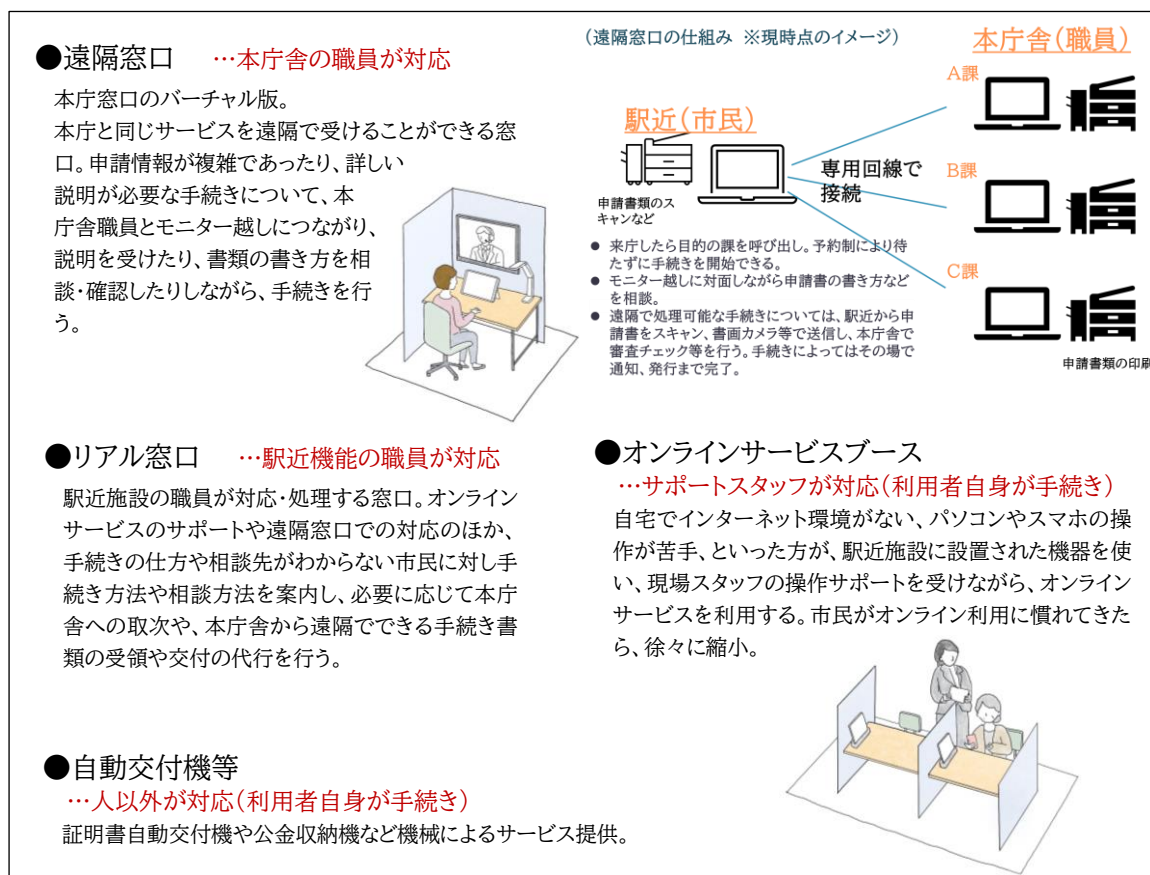 ●遠隔窓口 …本庁舎の職員が対応
本庁窓口のバーチャル版。
本庁と同じサービスを遠隔で受けることができる窓
口。申請情報が複雑であったり、詳しい
説明が必要な手続きについて、本
庁舎職員とモニター越しにつながり、
説明を受けたり、書類の書き方を相
談・確認したりしながら、手続きを行
う。
(遠隔窓口の仕組み ※現時点のイメージ)
本庁舎(職員)
A課
駅近(市民)
専用回線で
接続
B課
申請書類のス
キャンなど
C課
● 来庁したら目的の課を呼び出し。予約制により待
たずに手続きを開始できる。
● モニター越しに対面しながら申請書の書き方など
を相談。
● 遠隔で処理可能な手続きについては、駅近から申
請書をスキャン、書画カメラ等で送信し、本庁舎で
審査チェック等を行う。手続きによってはその場で
通知、発行まで完了。
申請書類の印刷
●リアル窓口 …駅近機能の職員が対応
駅近施設の職員が対応・処理する窓口。オンライン
サービスのサポートや遠隔窓口での対応のほか、
手続きの仕方や相談先がわからない市民に対し手
続き方法や相談方法を案内し、必要に応じて本庁
舎への取次や、本庁舎から遠隔でできる手続き書
類の受領や交付の代行を行う。
●オンラインサービスブース
…サポートスタッフが対応(利用者自身が手続き)
自宅でインターネット環境がない、パソコンやスマホの操
作が苦手、といった方が、駅近施設に設置された機器を使
い、現場スタッフの操作サポートを受けながら、オンライン
サービスを利用する。市民がオンライン利用に慣れてきた
ら、徐々に縮小。
●自動交付機等
…人以外が対応(利用者自身が手続き)
証明書自動交付機や公金収納機など機械によるサービス提供。